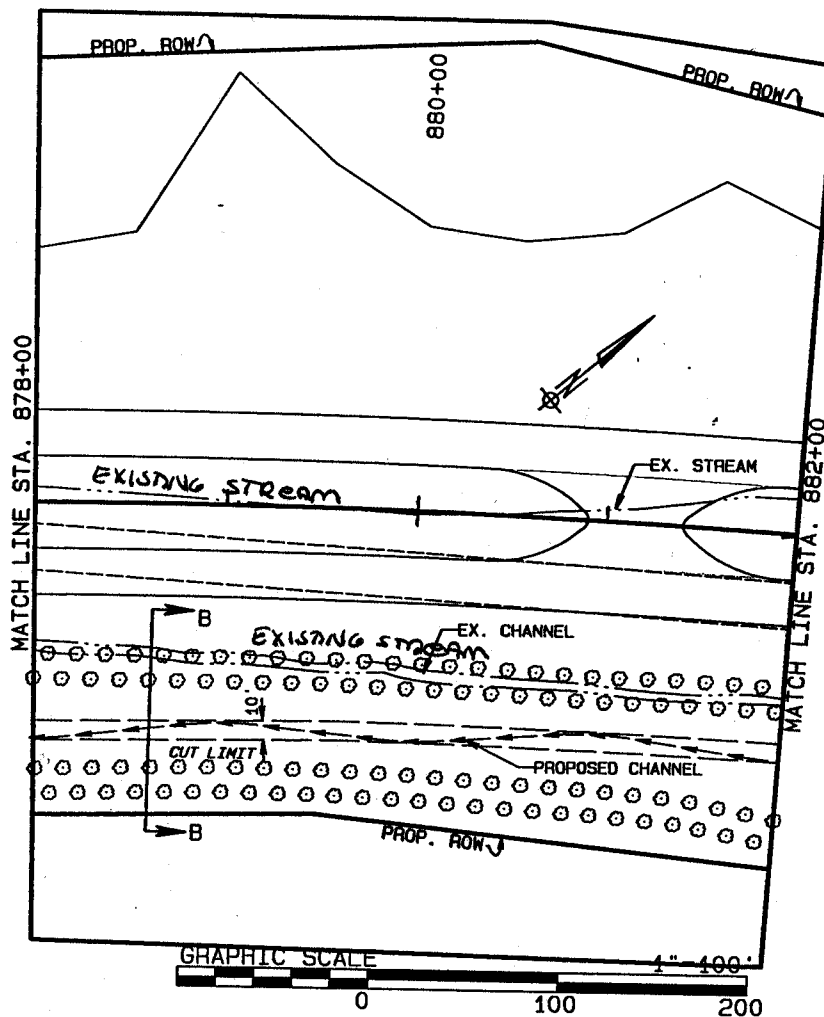 PROP. ROW
PROP. ROW
880+00
MATCH LINE STA. 878+00
MATCH LINE STA. 882+00
N
EX. STREAM
EXISTING STREAM
B
EXISTING STREAM
EX. CHANNEL
10
CUT LIMIT
PROPOSED CHANNEL
B
PROP. ROW
GRAPHIC SCALE
1"=100'
0 100 200